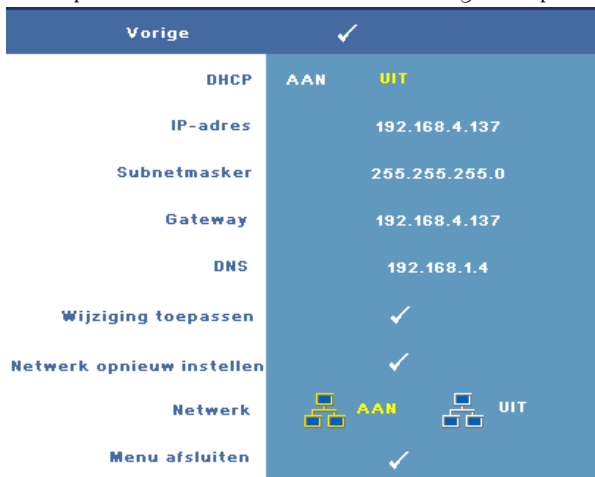 Vorige
DHCP AAN UIT
IP-adres 192.168.4.137
Subnetmasker 255.255.255.0
Gateway 192.168.4.137
DNS 192.168.1.4
Wijziging toepassen
Netwerk opnieuw instellen
Netwerk AAN UIT
Menu afsluiten